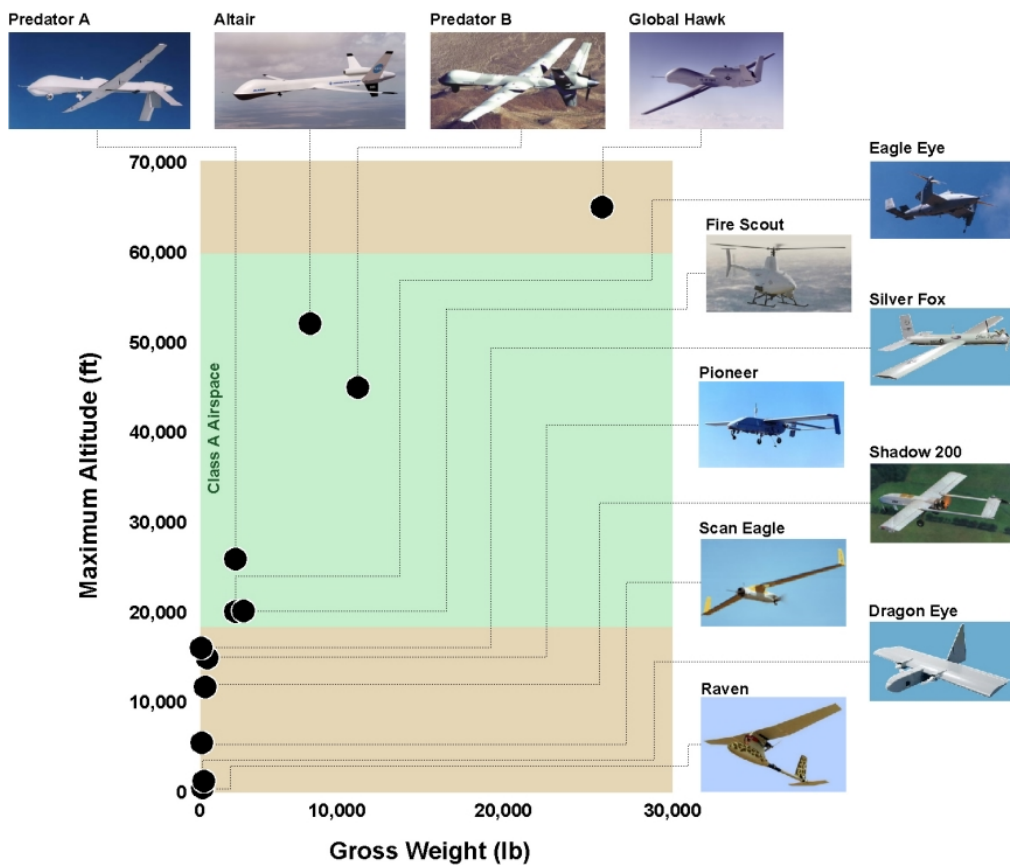 Predator A
Altair
Predator B
Global Hawk
Eagle Eye
Fire Scout
Silver Fox
Pioneer
Shadow 200
Scan Eagle
Dragon Eye
Raven
70,000
60,000
50,000
40,000
30,000
20,000
10,000
0
Maximum Altitude (ft)
Class A Airspace
0
10,000
20,000
30,000
Gross Weight (lb)